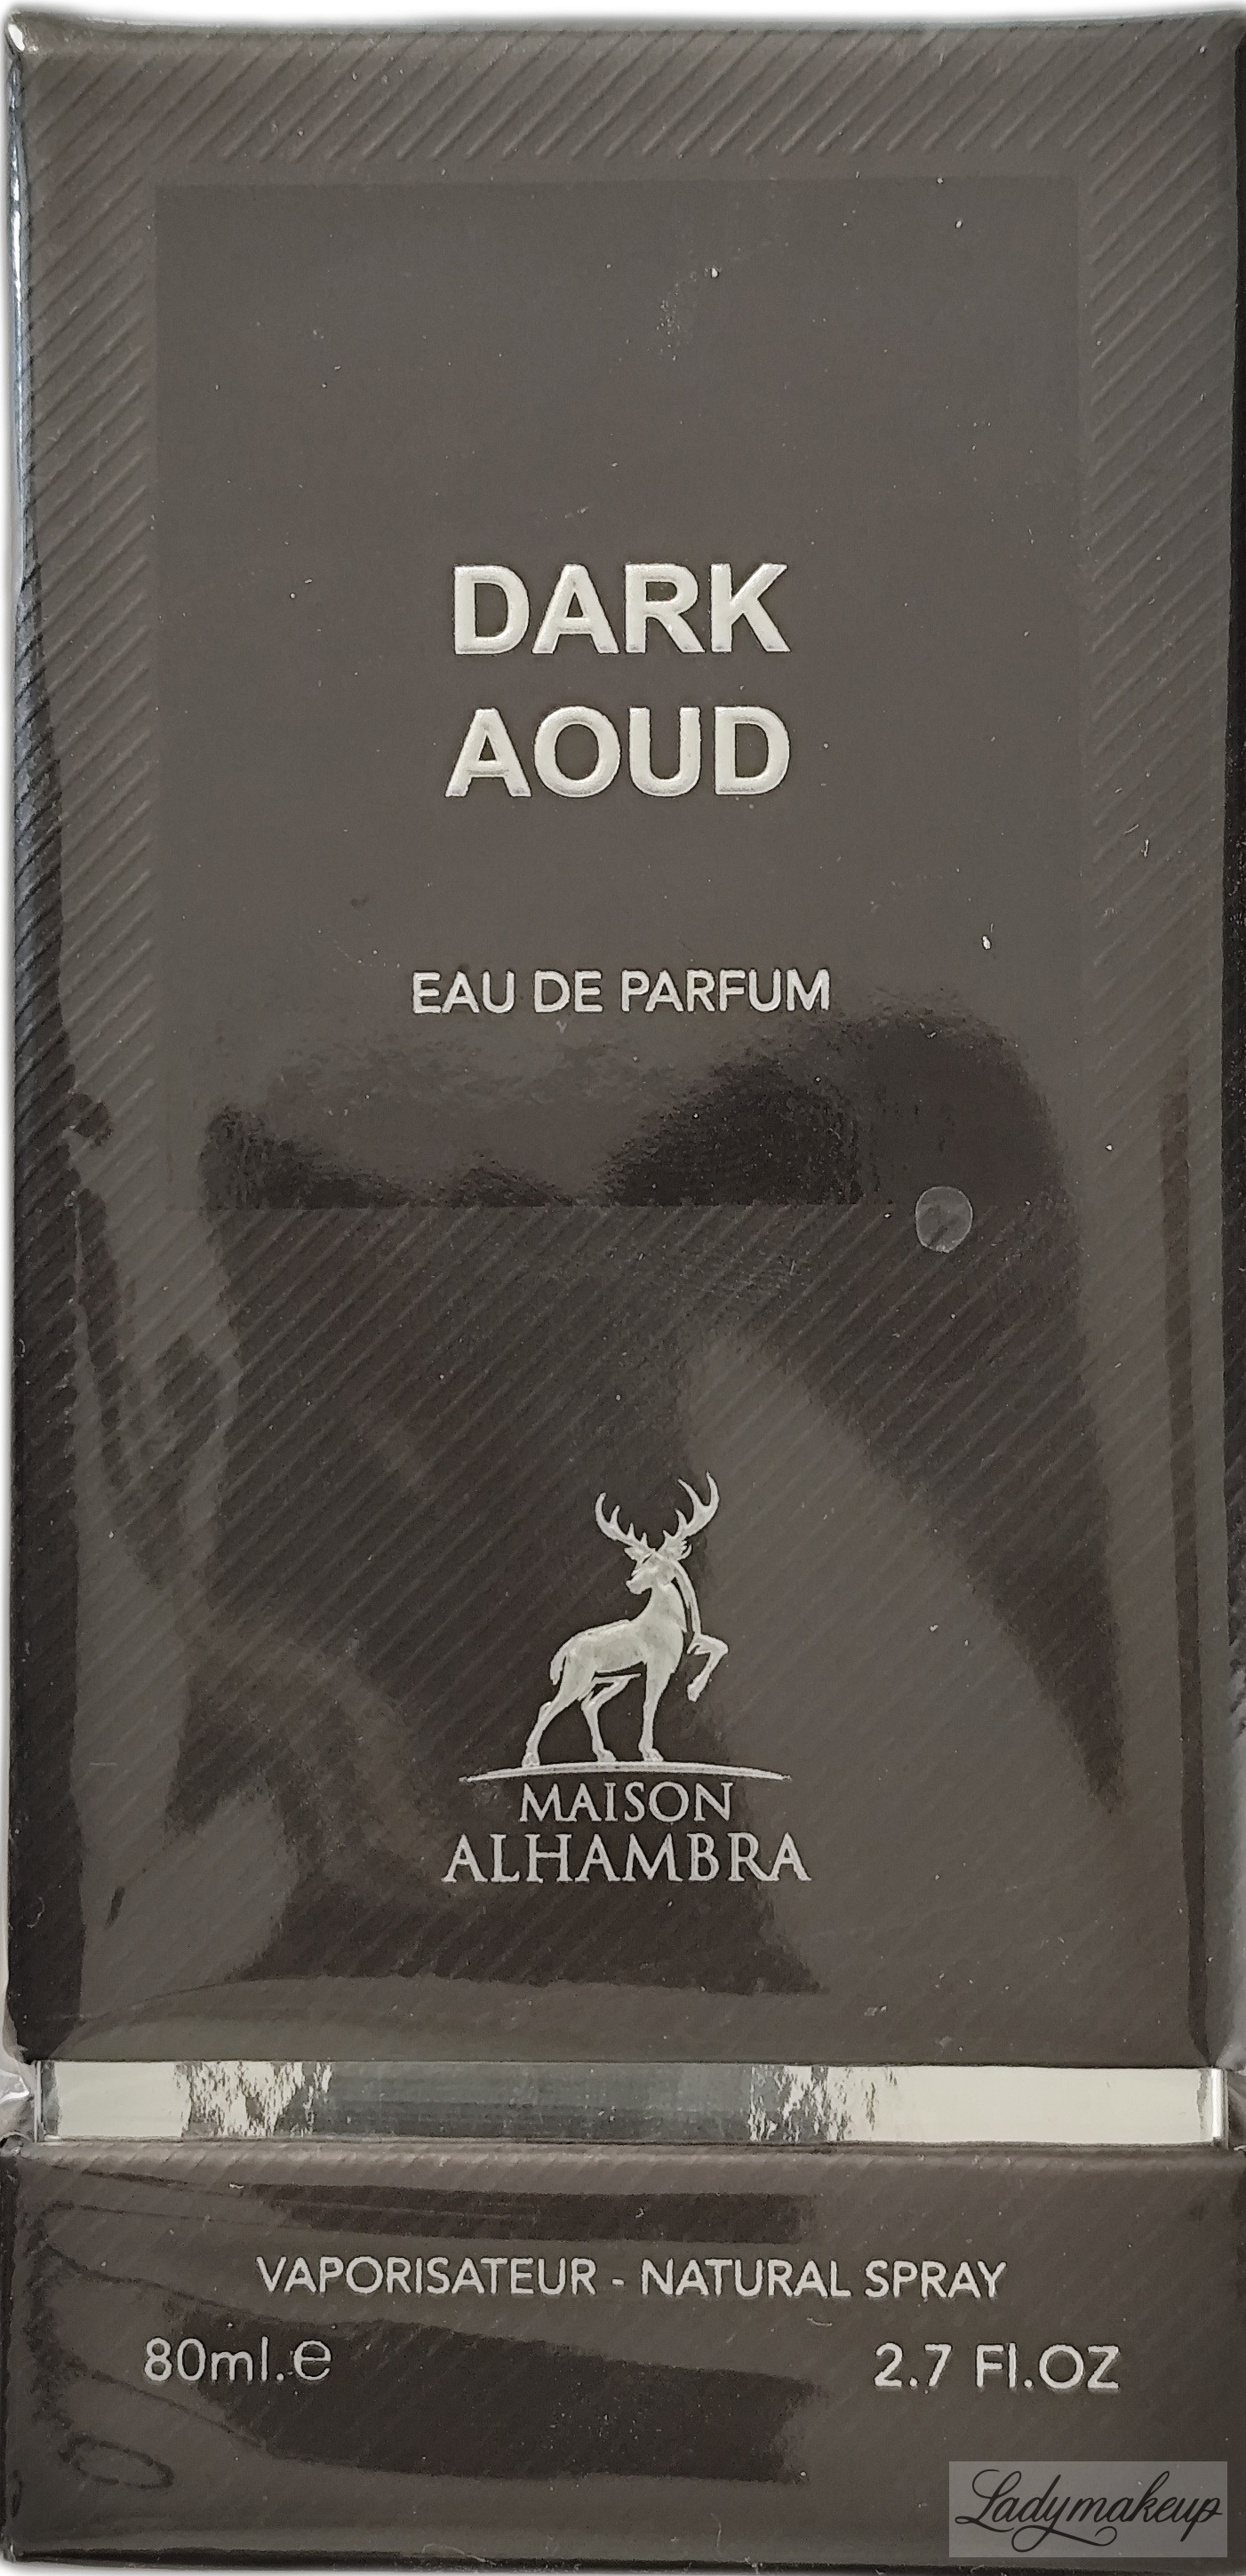 DARK
AOUD
EAU DE PARFUM
MAISON
ALHAMBRA
VAPORISATEUR - NATURAL SPRAY
80ml.e
2.7 Fl.OZ
Ladymakeup